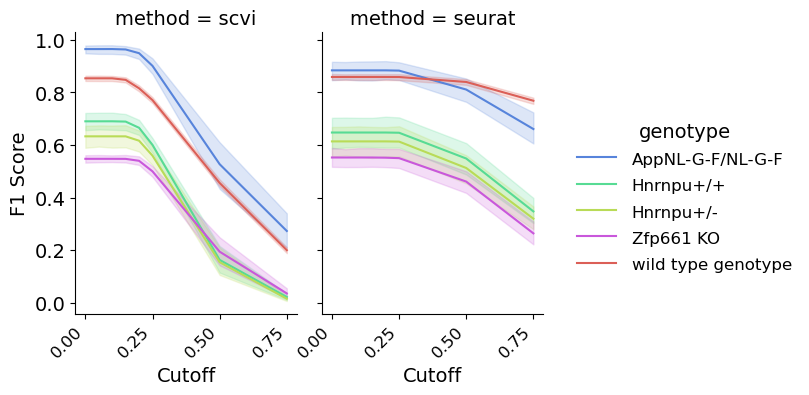 method = scvi
method = seurat
F1 Score
1.0
0.8
0.6
0.4
0.2
0.0
0.00
0.25
0.50
0.75
Cutoff
0.00
0.25
0.50
0.75
Cutoff
genotype
AppNL-G-F/NL-G-F
Hnrnpu+/+
Hnrnpu+/-
Zfp661 KO
wild type genotype